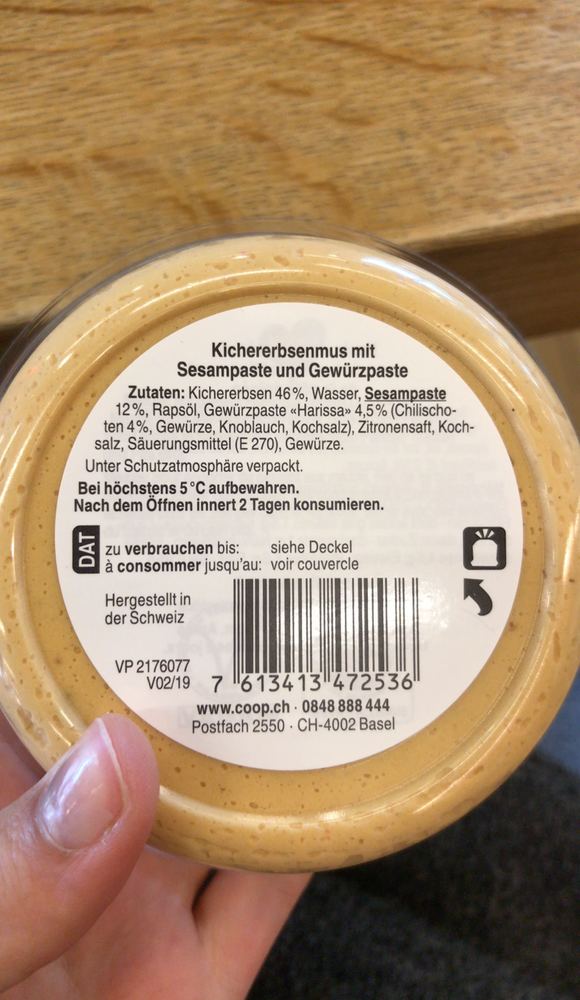 Kichererbsenmus mit
Sesampaste und Gewürzpaste
Zutaten: Kichererbsen 46%, Wasser, Sesampaste
12%, Rapsöl, Gewürzpaste «Harissa» 4,5% (Chilischo-
ten 4%, Gewürze, Knoblauch, Kochsalz), Zitronensaft, Koch-
salz, Säuerungsmittel (E 270), Gewürze.
Unter Schutzatmosphäre verpackt.
Bei höchstens 5°C aufbewahren.
Nach dem Öffnen innert 2 Tagen konsumieren.
DAT
zu verbrauchen bis: siehe Deckel
à consommer jusqu'au: voir couvercle
Hergestellt in
der Schweiz
VP 2176077
V02/19
7 613413 472536
www.coop.ch · 0848 888 444
Postfach 2550 · CH-4002 Basel